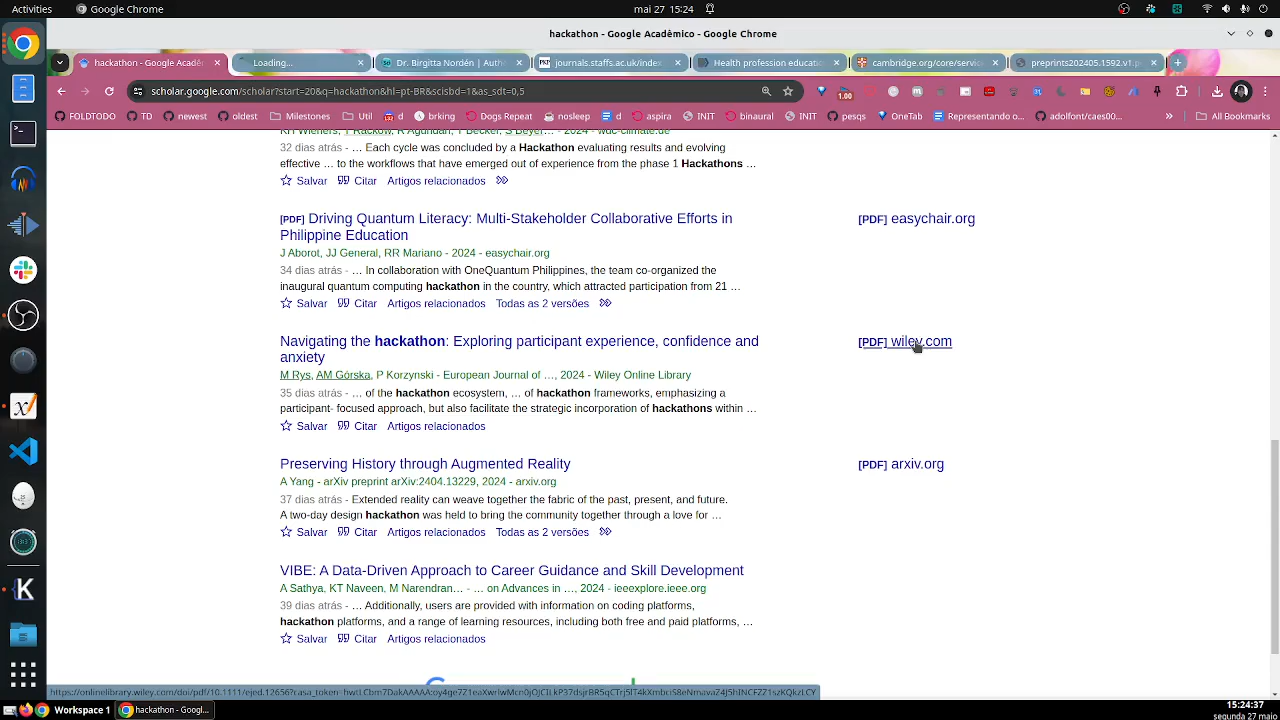 Activities
Google Chrome
mai 27 15:24
hackathon - Google Acadêmico - Google Chrome
hackathon - Google Acadê
Loading...
Dr. Birgitta Nordén: Auth
journals.staffs.ac.uk/index
Health profession educatio
cambridge.org/core/servic
preprints202405.1592.v1.p
scholar.google.com/scholar?start=20&q=hackathon&hl=pt-BR&scisbd=1&as_sdt=0,5
1.00
FOLDTODO
TD
newest
oldest
Milestones
Util
d
brking
Dogs Repeat
nosleep
d
aspira
INIT
binaural
INIT
pesqs
OneTab
Representando o...
adolfont/caes00...
All Bookmarks
2024 - wdc-climate.de
32 dias atrás - … Each cycle was concluded by a Hackathon evaluating results and evolving
effective … to the workflows that have emerged out of experience from the phase 1 Hackathons …
Salvar Citar Artigos relacionados
[PDF] Driving Quantum Literacy: Multi-Stakeholder Collaborative Efforts in
Philippine Education
[PDF] easychair.org
J Aborot, JJ General, RR Mariano - 2024 - easychair.org
34 dias atrás - … In collaboration with OneQuantum Philippines, the team co-organized the
inaugural quantum computing hackathon in the country, which attracted participation from 21 …
Salvar Citar Artigos relacionados Todas as 2 versões
Navigating the hackathon: Exploring participant experience, confidence and
anxiety
[PDF] wiley.com
M Rys, AM Górska, P Korzynski - European Journal of …, 2024 - Wiley Online Library
35 dias atrás - … of the hackathon ecosystem, … of hackathon frameworks, emphasizing a
participant- focused approach, but also facilitate the strategic incorporation of hackathons within …
Salvar Citar Artigos relacionados
Preserving History through Augmented Reality
[PDF] arxiv.org
A Yang - arXiv preprint arXiv:2404.13229, 2024 - arxiv.org
37 dias atrás - Extended reality can weave together the fabric of the past, present, and future.
A two-day design hackathon was held to bring the community together through a love for …
Salvar Citar Artigos relacionados Todas as 2 versões
VIBE: A Data-Driven Approach to Career Guidance and Skill Development
A Sathya, KT Naveen, M Narendran… - … on Advances in …, 2024 - ieeexplore.ieee.org
39 dias atrás - … Additionally, users are provided with information on coding platforms,
hackathon platforms, and a range of learning resources, including both free and paid platforms, …
Salvar Citar Artigos relacionados
Workspace 1
hackathon - Googl...
15:24:37
segunda 27 maio